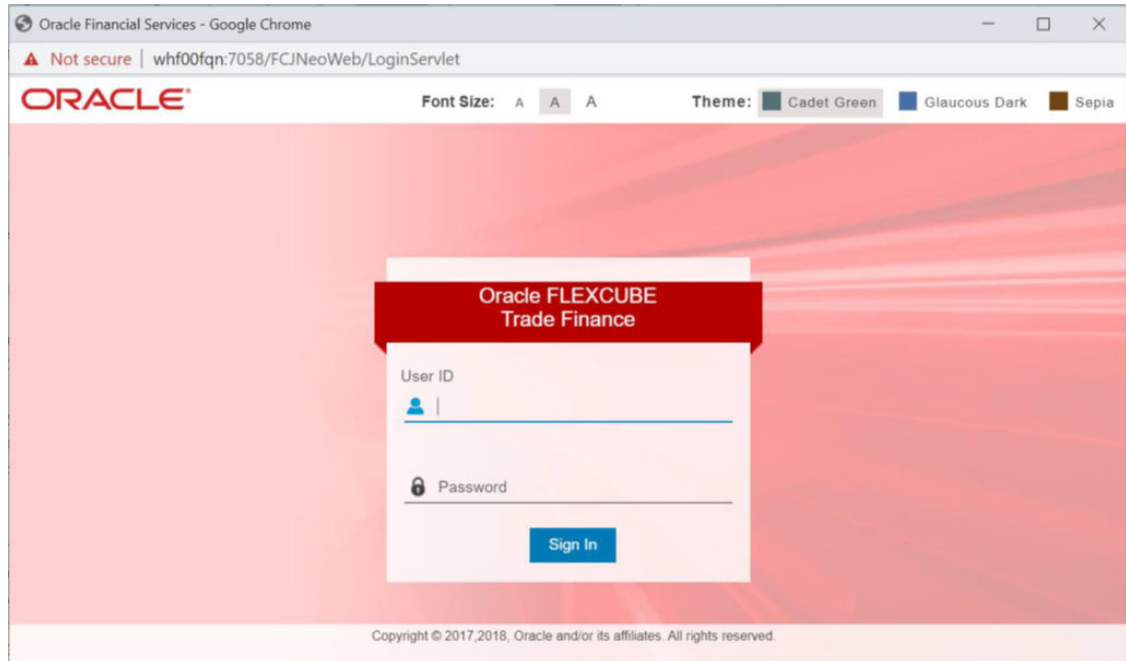 Oracle Financial Services - Google Chrome
Not secure | whf00fqn:7058/FCJNeoWeb/LoginServlet
ORACLE® Font Size: A A A Theme: Cadet Green Glaucous Dark Sepia
Oracle FLEXCUBE
Trade Finance
User ID
Password
Sign In
Copyright © 2017,2018, Oracle and/or its affiliates. All rights reserved.